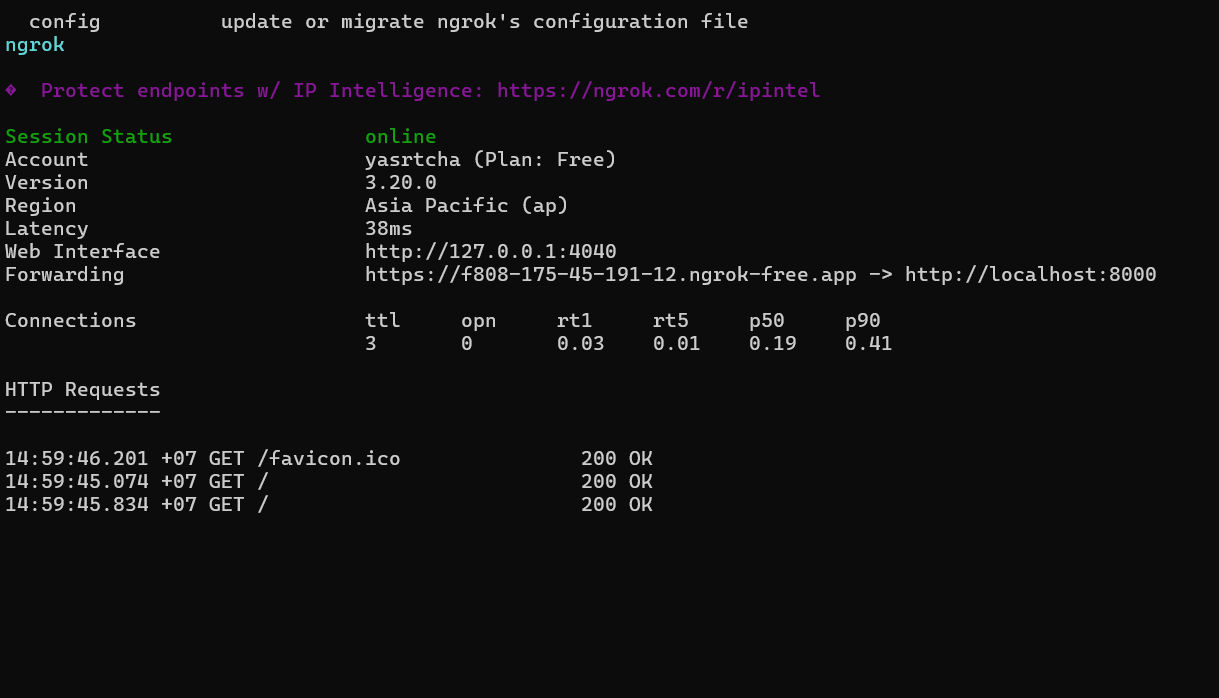 config          update or migrate ngrok's configuration file
ngrok
�  Protect endpoints w/ IP Intelligence: https://ngrok.com/r/ipintel
Session Status                online
Account                       yasrtcha (Plan: Free)
Version                       3.20.0
Region                        Asia Pacific (ap)
Latency                       38ms
Web Interface                 http://127.0.0.1:4040
Forwarding                    https://f808-175-45-191-12.ngrok-free.app -> http://localhost:8000
Connections                   ttl     opn     rt1     rt5     p50     p90
                              3       0       0.03    0.01    0.19    0.41
HTTP Requests
-------------
14:59:46.201 +07 GET /favicon.ico               200 OK
14:59:45.074 +07 GET /                          200 OK
14:59:45.834 +07 GET /                          200 OK